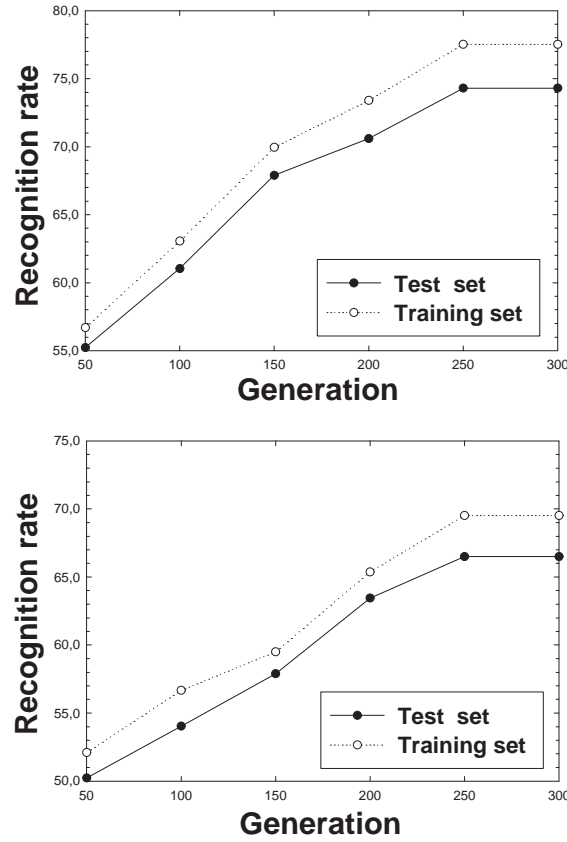 80,0
75,0
70,0
65,0
60,0
55,0
Recognition rate
Test set
Training set
50 100 150 200 250 300
Generation
75,0
70,0
65,0
60,0
55,0
50,0
Recognition rate
Test set
Training set
50 100 150 200 250 300
Generation